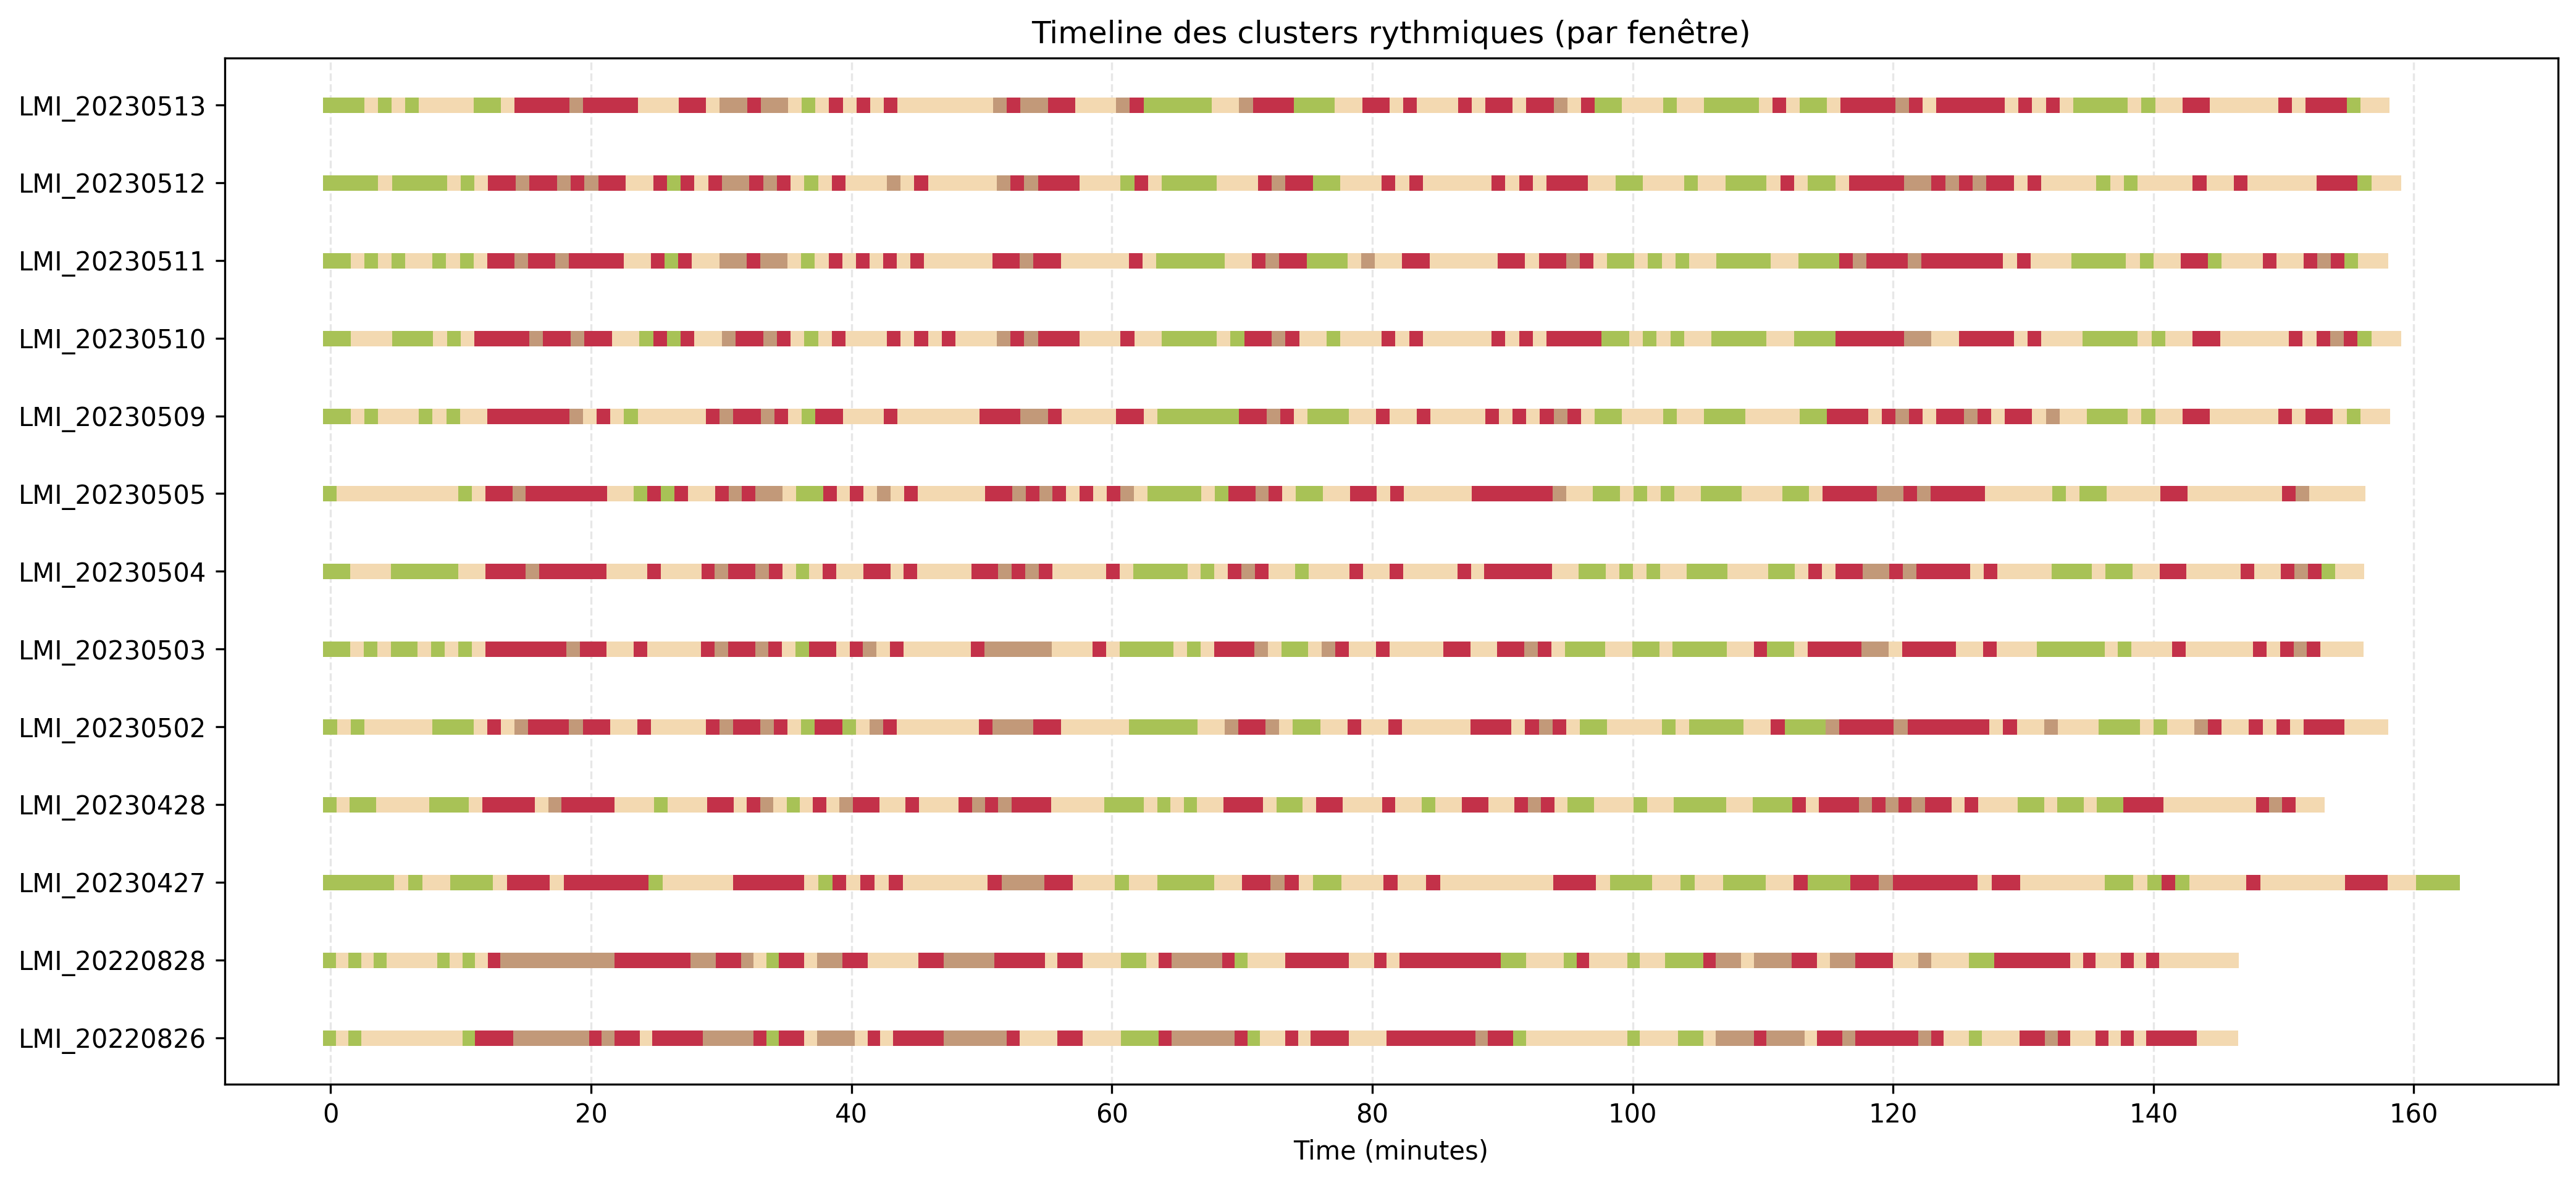 Timeline des clusters rythmiques (par fenêtre)
LMI_20230513
LMI_20230512
LMI_20230511
LMI_20230510
LMI_20230509
LMI_20230505
LMI_20230504
LMI_20230503
LMI_20230502
LMI_20230428
LMI_20230427
LMI_20220828
LMI_20220826
0 20 40 60 80 100 120 140 160
Time (minutes)